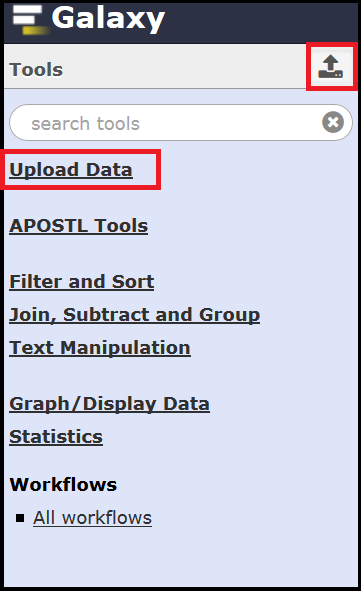 Galaxy
Tools
search tools
Upload Data
APOSTL Tools
Filter and Sort
Join, Subtract and Group
Text Manipulation
Graph/Display Data
Statistics
Workflows
All workflows